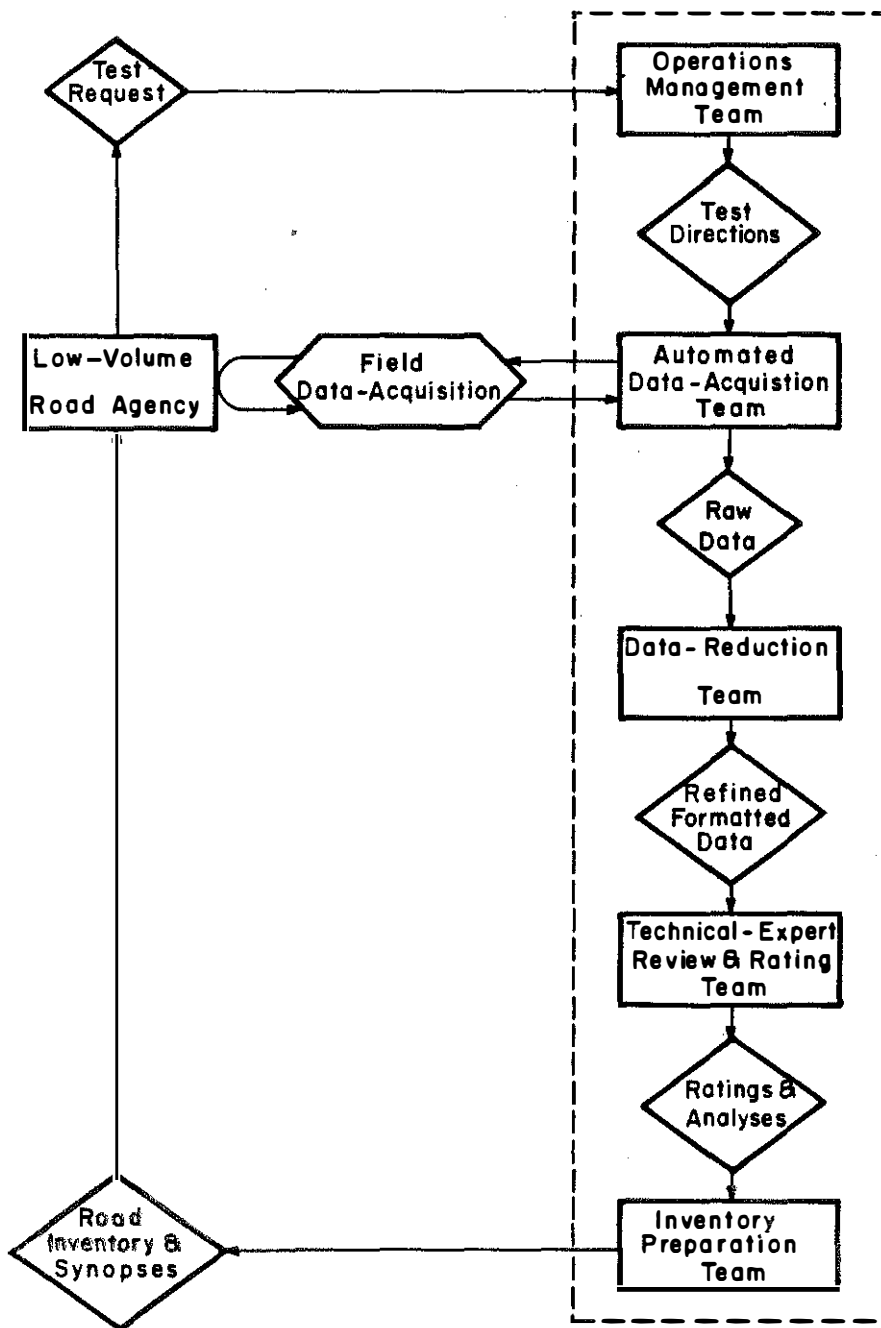 Test
Request
Operations
Management
Team
Test
Directions
Low-Volume
Road Agency
Field
Data-Acquisition
Automated
Data-Acquistion
Team
Raw
Data
Data-Reduction
Team
Refined
Formatted
Data
Technical-Expert
Review & Rating
Team
Ratings &
Analyses
Road
Inventory &
Synopses
Inventory
Preparation
Team